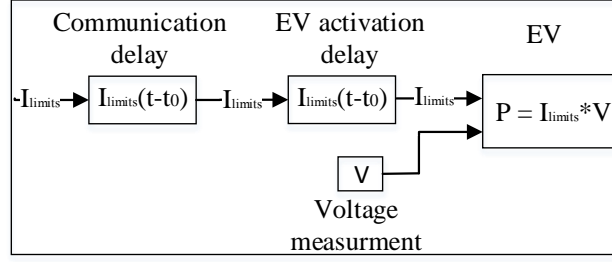 Communication
delay
EV activation
delay
EV
Ilimits
Ilimits(t-t0)
Ilimits
Ilimits(t-t0)
Ilimits
P = Ilimits*V
V
Voltage
measurment